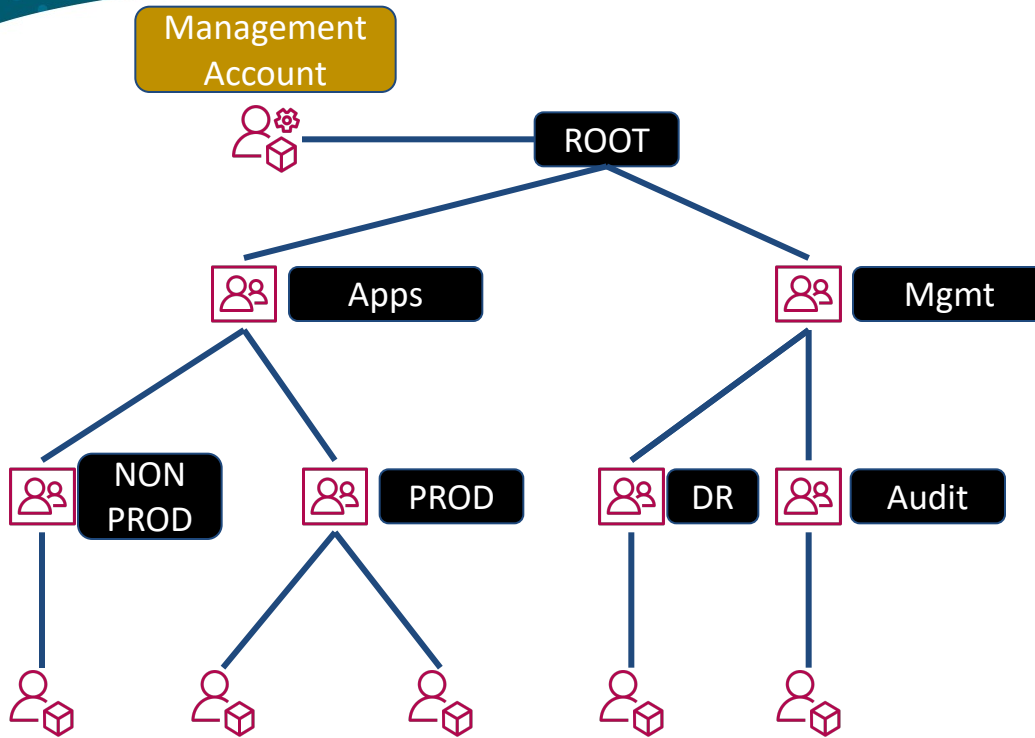 Management
Account
ROOT
Apps
Mgmt
NON
PROD
PROD
DR
Audit